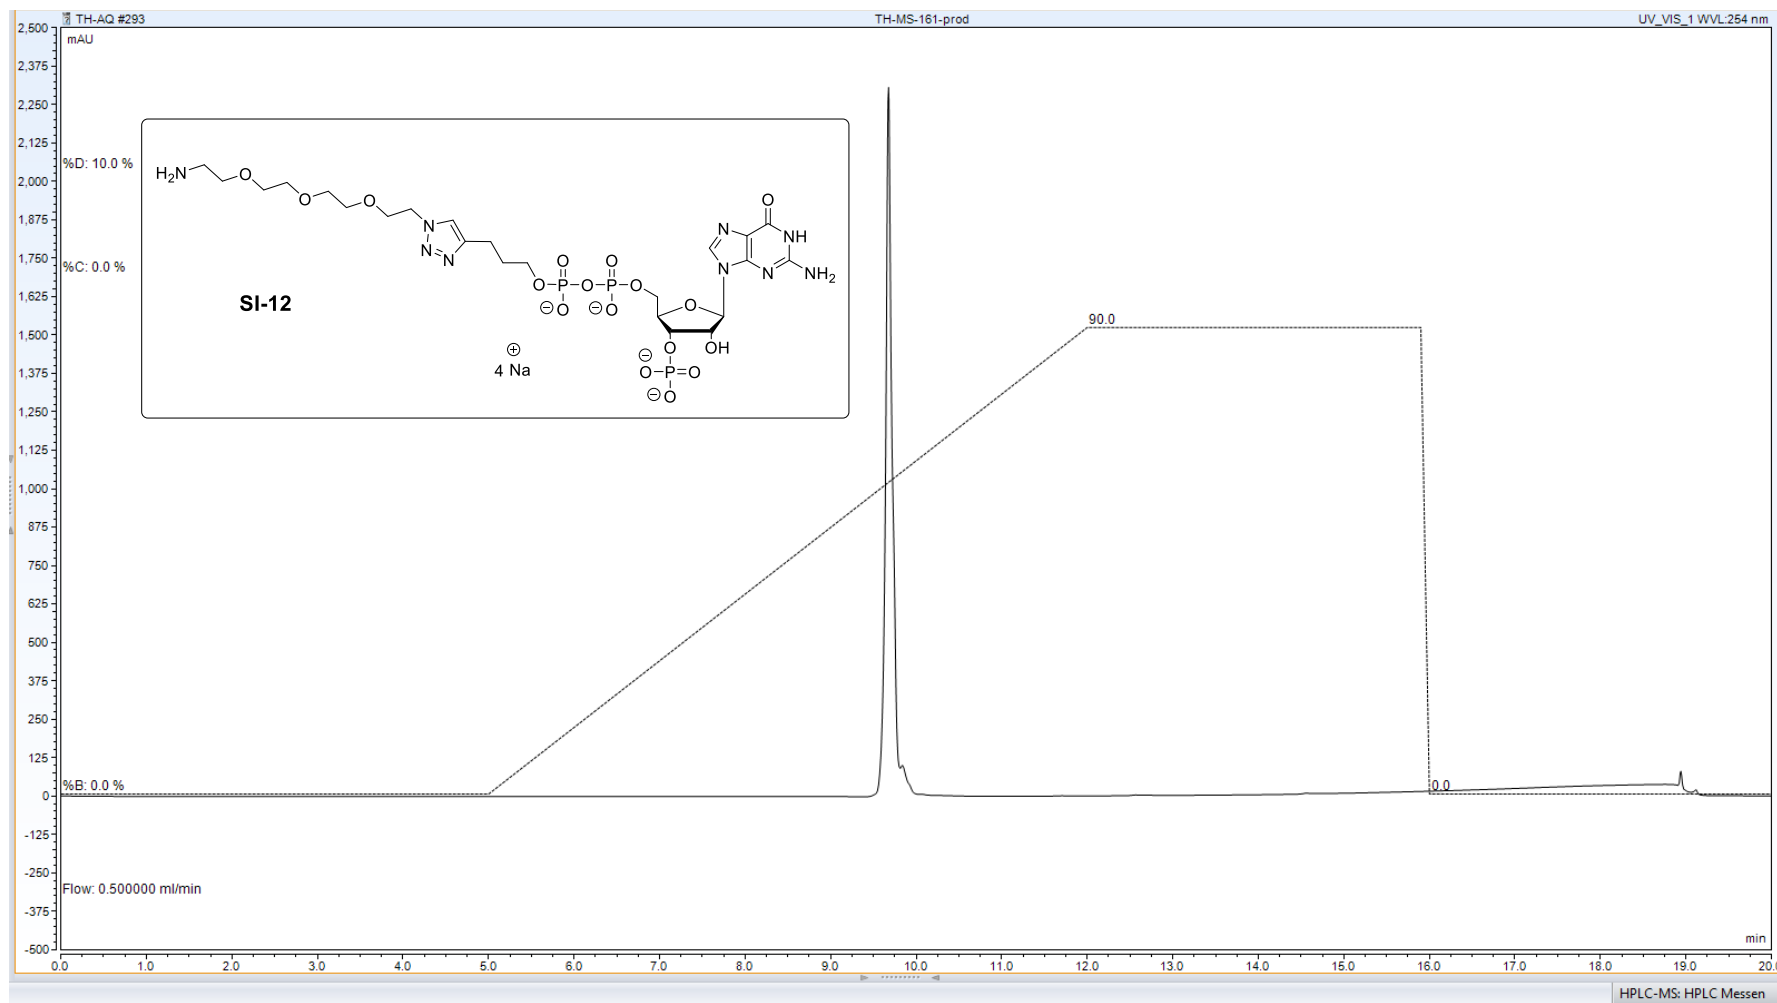 TH-AQ #293 TH-MS-161-prod UV_VIS_1 WVL:254 nm
mAU
2,500
2,375
2,250
2,125
2,000
1,875
1,750
1,625
1,500
1,375
1,250
1,125
1,000
875
750
625
500
375
250
125
0
-125
-250
-375
-500
%D: 10.0 %
%C: 0.0 %
%B: 0.0 %
Flow: 0.500000 ml/min
H2N
O
O
O
N
N
N
O
O
P
O
⊖
O
O
P
O
⊖
O
O
OH
O
⊖
O
P
O
⊖
O
N
N
O
NH
N
NH2
SI-12
⊕
4 Na
90.0
0.0
min
0.0 1.0 2.0 3.0 4.0 5.0 6.0 7.0 8.0 9.0 10.0 11.0 12.0 13.0 14.0 15.0 16.0 17.0 18.0 19.0 20.
HPLC-MS: HPLC Messen